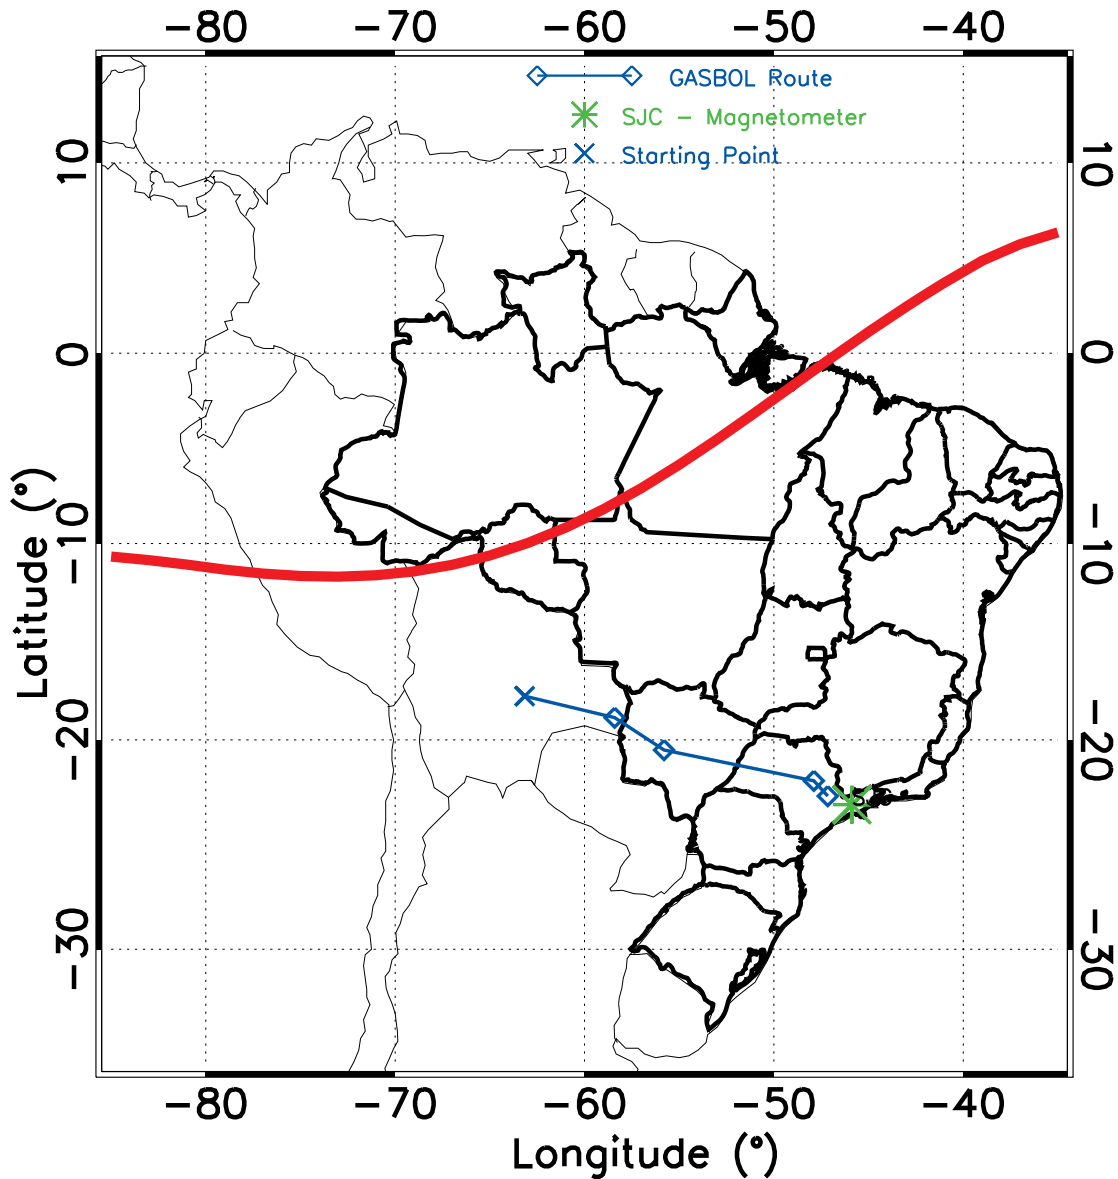 −80 −70 −60 −50 −40
GASBOL Route
SJC − Magnetometer
Starting Point
10 10
0 0
−10 −10
−20 −20
−30 −30
Latitude (°)
−80 −70 −60 −50 −40
Longitude (°)